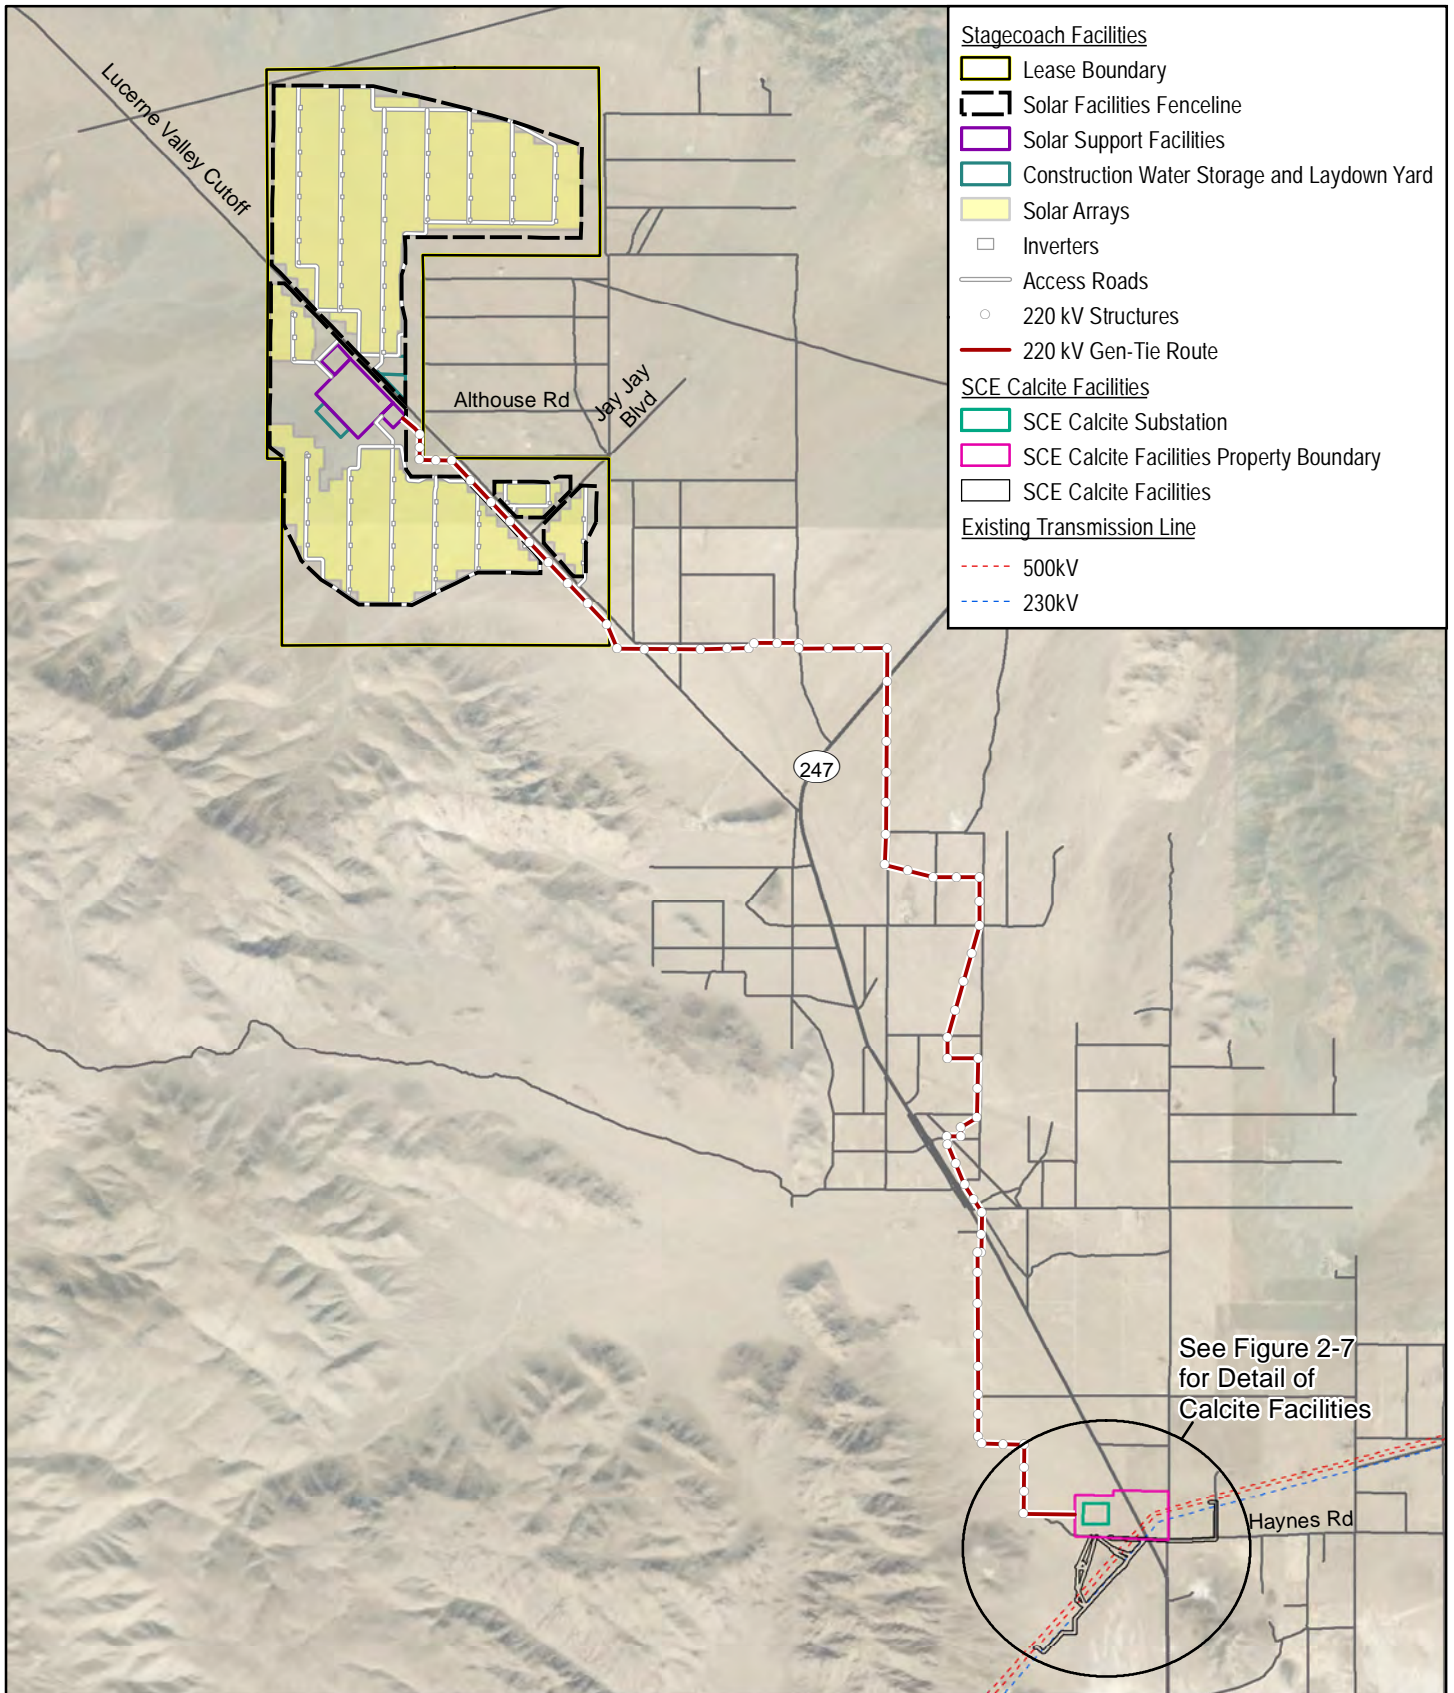 Stagecoach Facilities
Lease Boundary
Solar Facilities Fenceline
Solar Support Facilities
Construction Water Storage and Laydown Yard
Solar Arrays
Inverters
Access Roads
220 kV Structures
220 kV Gen-Tie Route
SCE Calcite Facilities
SCE Calcite Substation
SCE Calcite Facilities Property Boundary
SCE Calcite Facilities
Existing Transmission Line
500kV
230kV
Lucerne Valley Cutoff
Althouse Rd
Jay Jay
Blvd
247
See Figure 2-7
for Detail of
Calcite Facilities
Haynes Rd